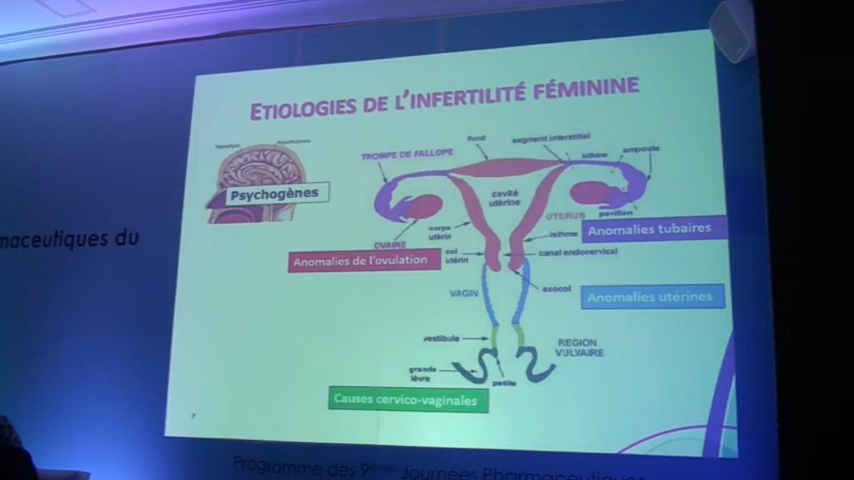 maceutiques du
ETIOLOGIES DE L'INFERTILITÉ FÉMININE
Psychogènes
TROMPE DE FALLOPE
fond
segment interstitiel
isthme
ampoule
cavité
utérine
pavillon
UTERUS
corps
utérin
OVAIRE
isthme
Anomalies tubaires
Anomalies de l'ovulation
col
utérin
canal endocervical
VAGIN
exocol
Anomalies utérines
vestibule
REGION
VULVAIRE
grande
lèvre
petite
Causes cervico-vaginales
7
Programme des 9 Journées Pharmaceutiques